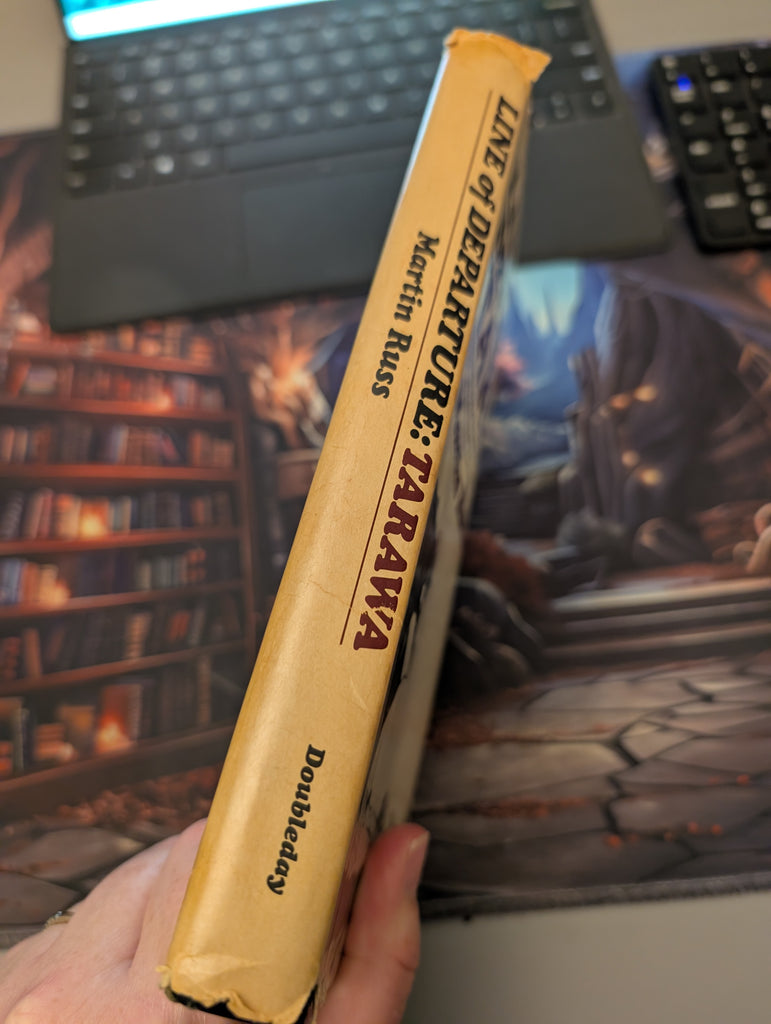 LINE of DEPARTURE: TARAWA
Martin Russ
Doubleday